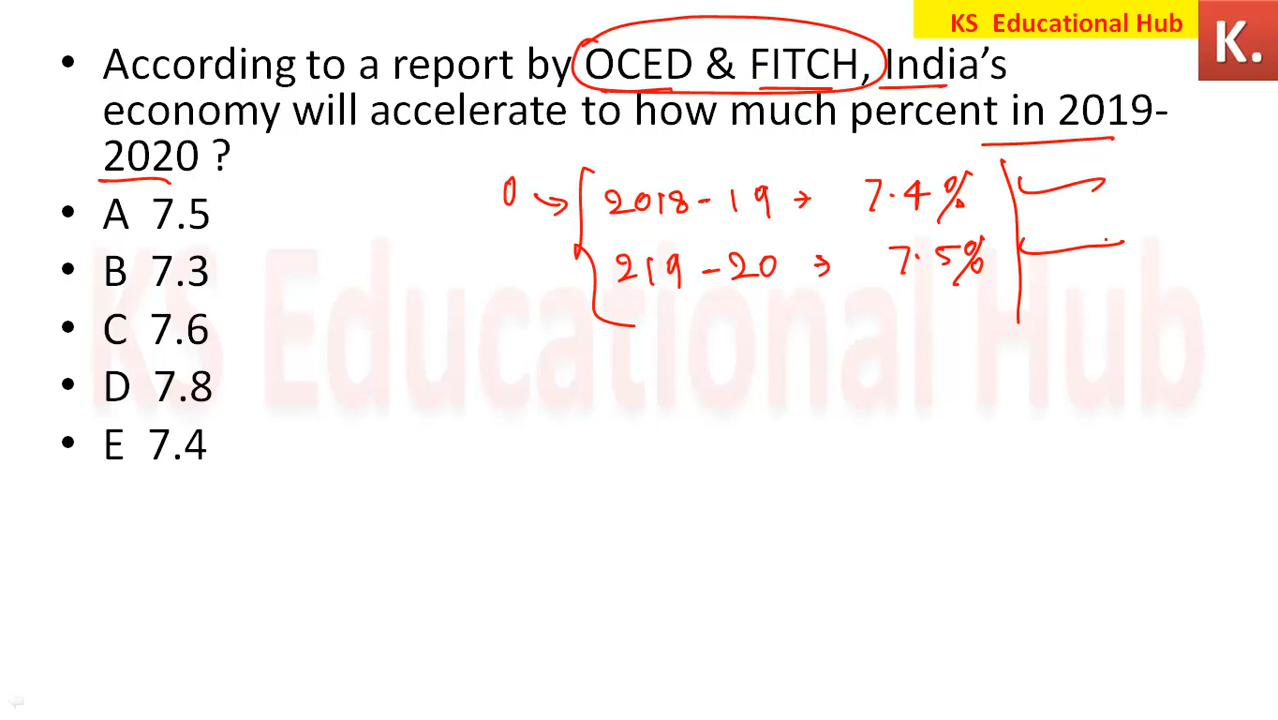 KS Educational Hub
K.
• According to a report by OCED & FITCH, India’s
economy will accelerate to how much percent in 2019-
2020 ?
• A 7.5
• B 7.3
• C 7.6
• D 7.8
• E 7.4
0 → 2018-19 → 7.4%
219-20 → 7.5%
KS Educational Hub